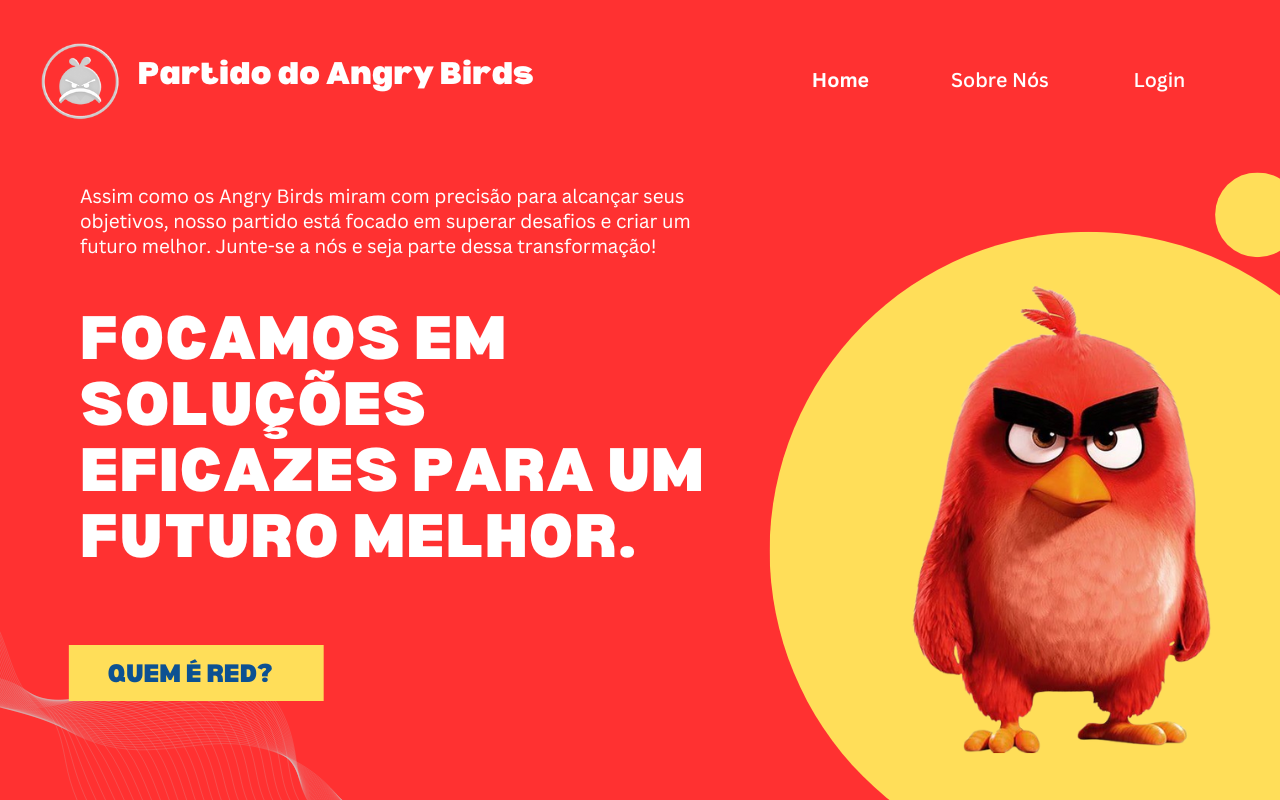 Partido do Angry Birds
Home
Sobre Nós
Login
Assim como os Angry Birds miram com precisão para alcançar seus
objetivos, nosso partido está focado em superar desafios e criar um
futuro melhor. Junte-se a nós e seja parte dessa transformação!
FOCAMOS EM
SOLUÇÕES
EFICAZES PARA UM
FUTURO MELHOR.
QUEM É RED?